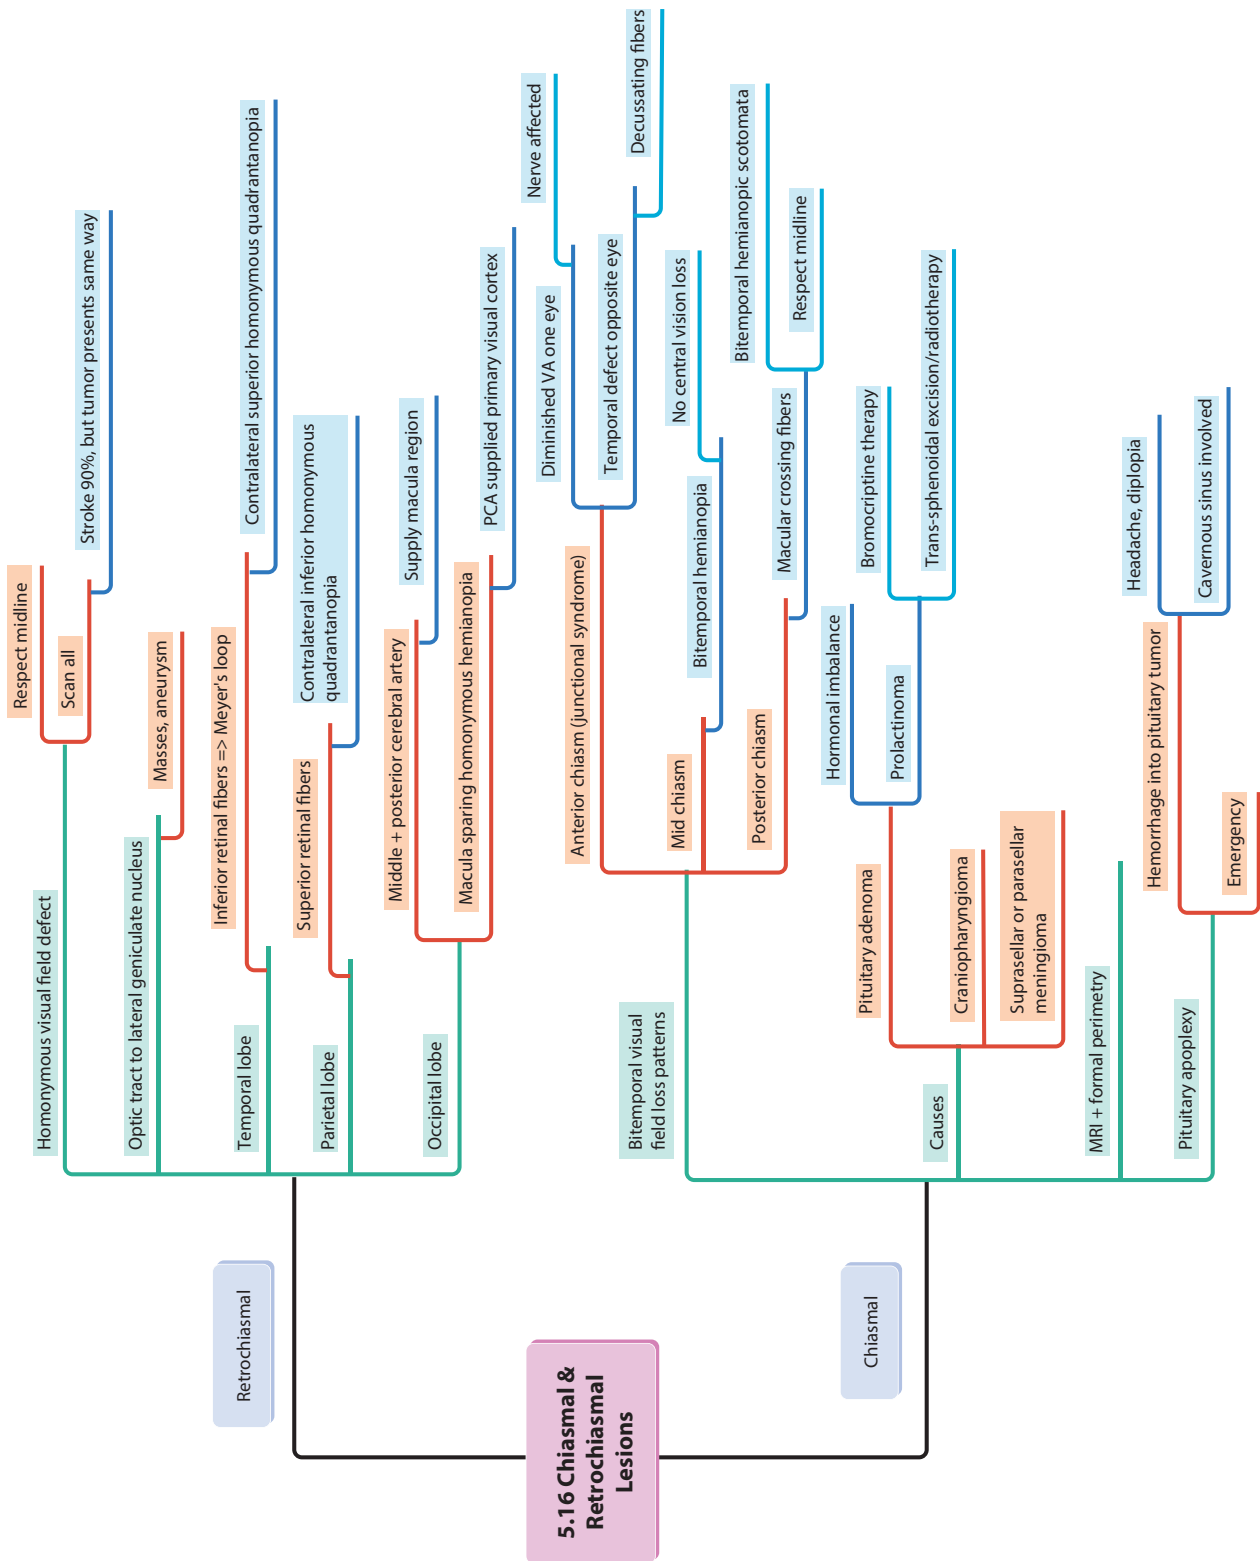 5.16 Chiasmal &
Retrochiasmal
Lesions
Retrochiasmal
Homonymous visual field defect
Respect midline
Scan all
Stroke 90%, but tumor presents same way
Optic tract to lateral geniculate nucleus
Masses, aneurysm
Temporal lobe
Inferior retinal fibers => Meyer's loop
Contralateral superior homonymous quadrantanopia
Parietal lobe
Superior retinal fibers
Contralateral inferior homonymous
quadrantanopia
Occipital lobe
Middle + posterior cerebral artery
Supply macula region
Macula sparing homonymous hemianopia
PCA supplied primary visual cortex
Chiasmal
Bitemporal visual
field loss patterns
Anterior chiasm (junctional syndrome)
Diminished VA one eye
Nerve affected
Temporal defect opposite eye
Decussating fibers
Mid chiasm
Bitemporal hemianopia
No central vision loss
Posterior chiasm
Macular crossing fibers
Bitemporal hemianopic scotomata
Respect midline
Causes
Pituitary adenoma
Hormonal imbalance
Prolactinoma
Bromocriptine therapy
Trans-sphenoidal excision/radiotherapy
Craniopharyngioma
Suprasellar or parasellar
meningioma
MRI + formal perimetry
Pituitary apoplexy
Hemorrhage into pituitary tumor
Headache, diplopia
Cavernous sinus involved
Emergency